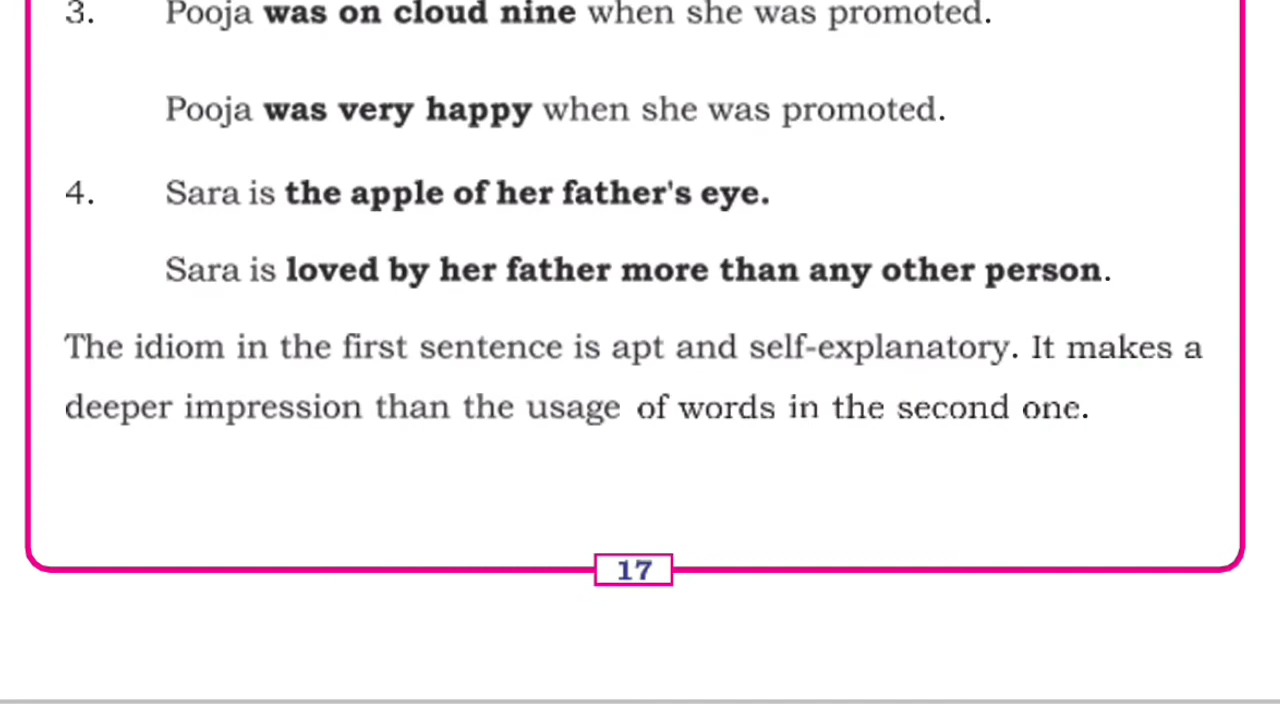 3. Pooja was on cloud nine when she was promoted.
Pooja was very happy when she was promoted.
4. Sara is the apple of her father's eye.
Sara is loved by her father more than any other person.
The idiom in the first sentence is apt and self-explanatory. It makes a
deeper impression than the usage of words in the second one.
17